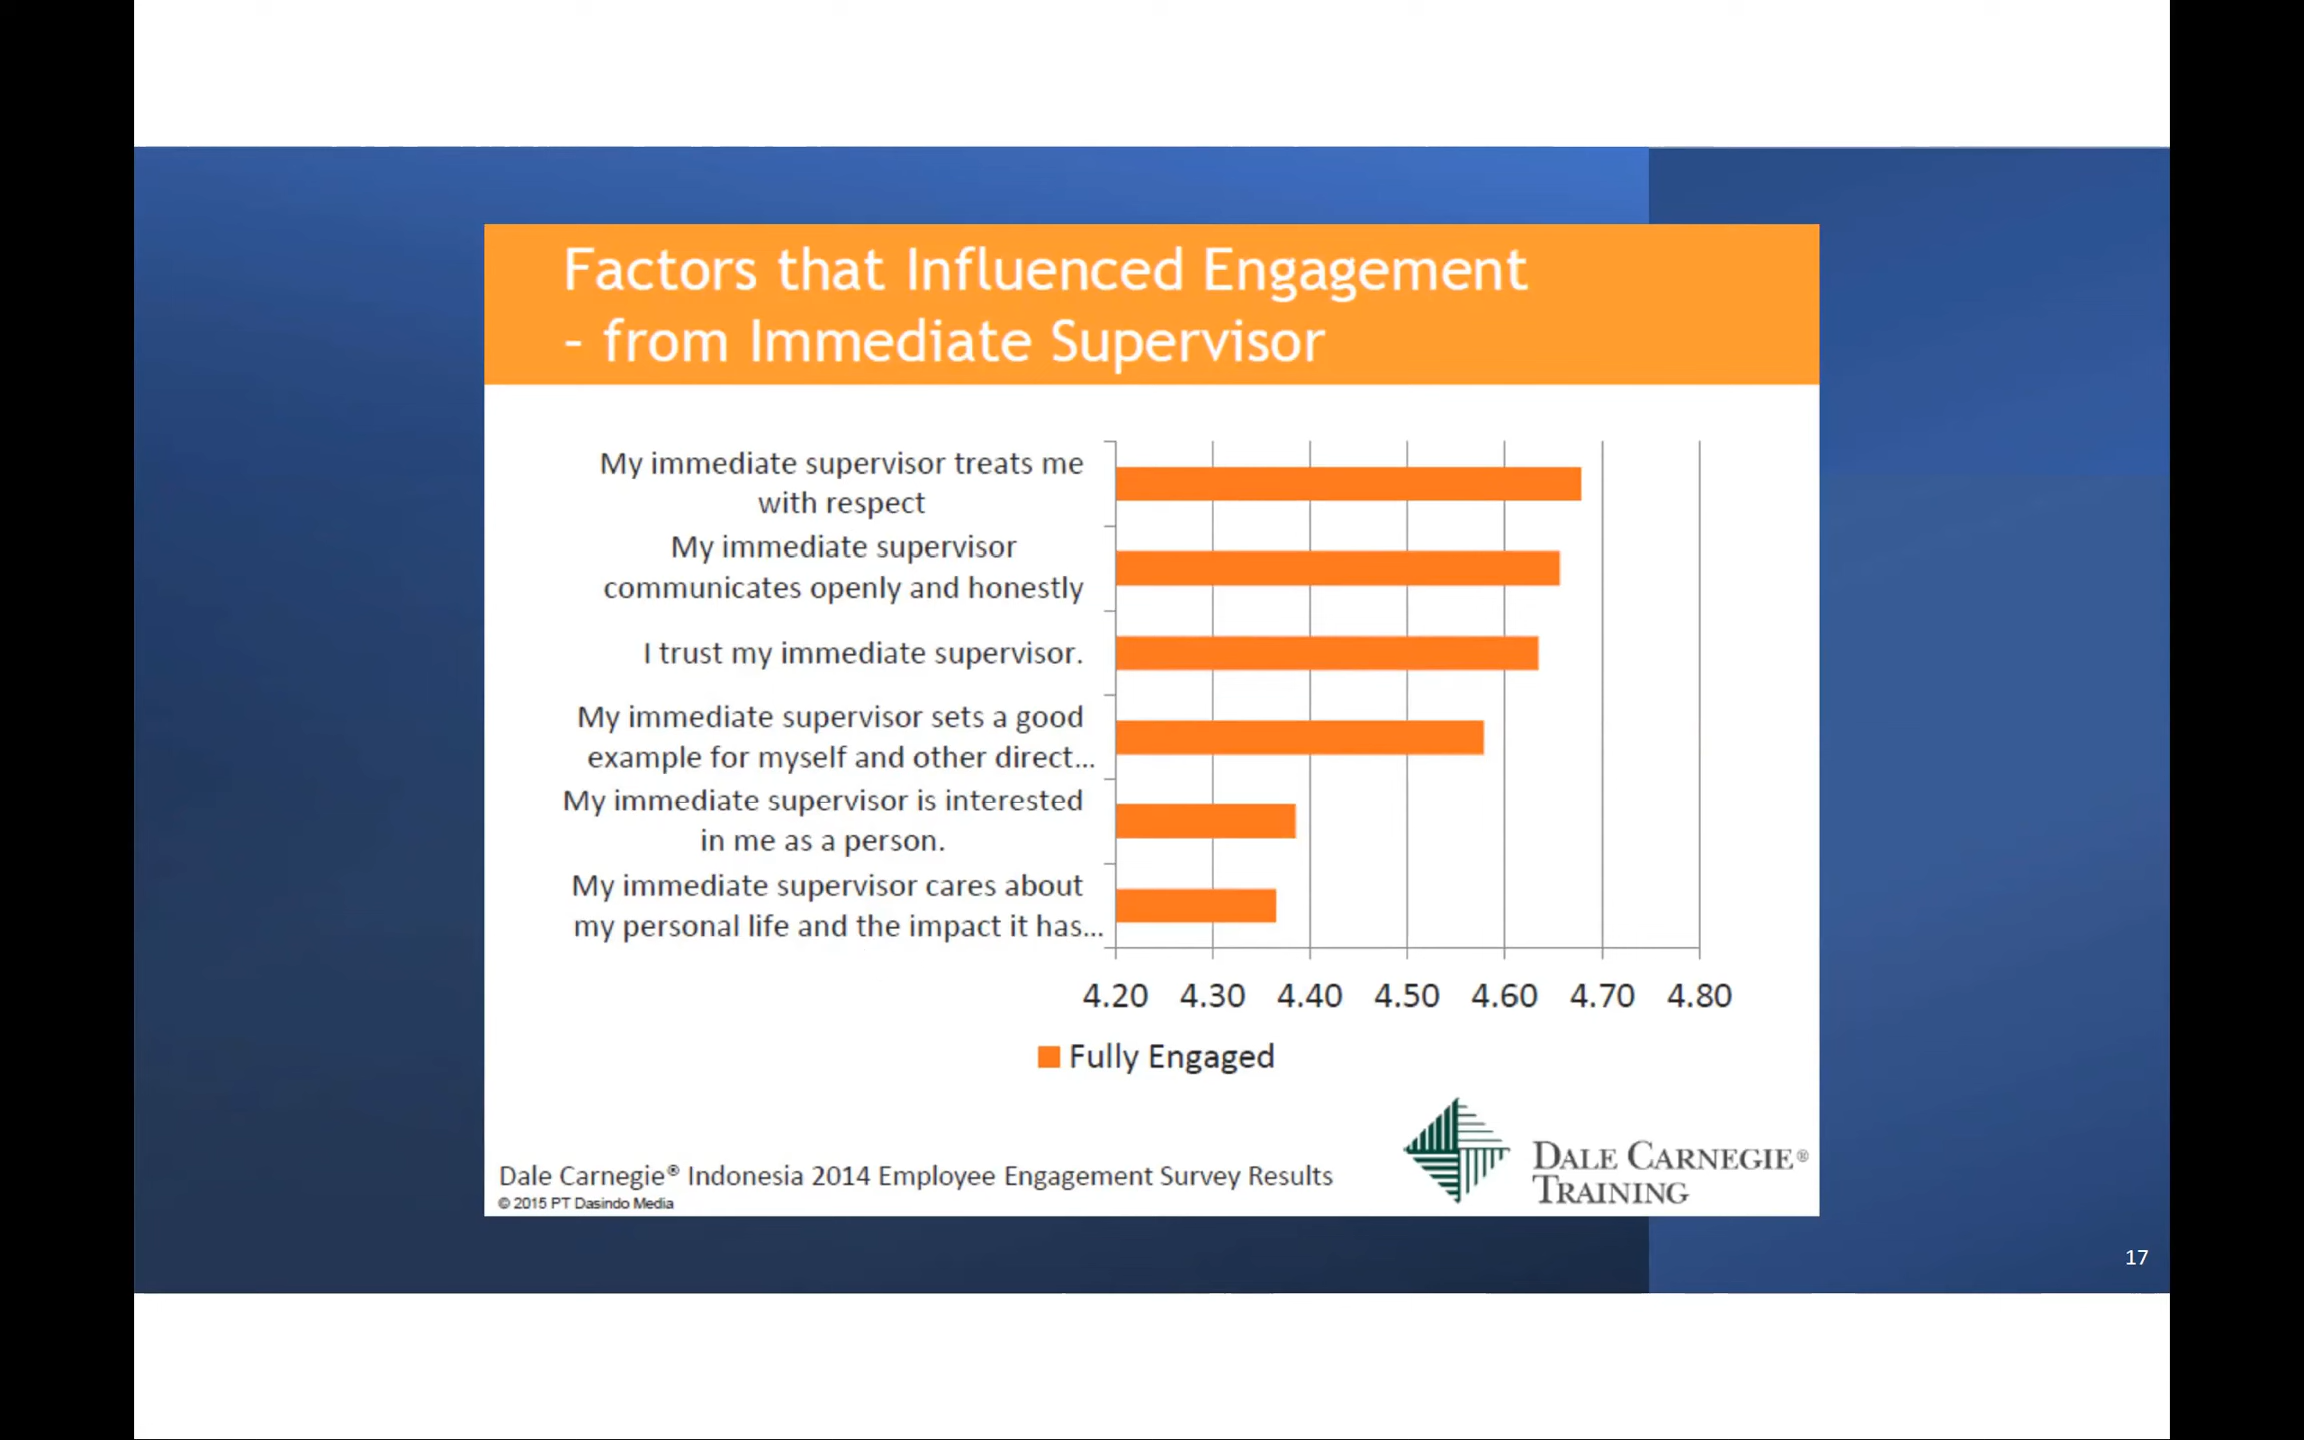 Factors that Influenced Engagement
– from Immediate Supervisor
My immediate supervisor treats me
with respect
My immediate supervisor
communicates openly and honestly
I trust my immediate supervisor.
My immediate supervisor sets a good
example for myself and other direct...
My immediate supervisor is interested
in me as a person.
My immediate supervisor cares about
my personal life and the impact it has...
4.20 4.30 4.40 4.50 4.60 4.70 4.80
Fully Engaged
Dale Carnegie® Indonesia 2014 Employee Engagement Survey Results
© 2015 PT Dasindo Media
DALE CARNEGIE®
TRAINING
17